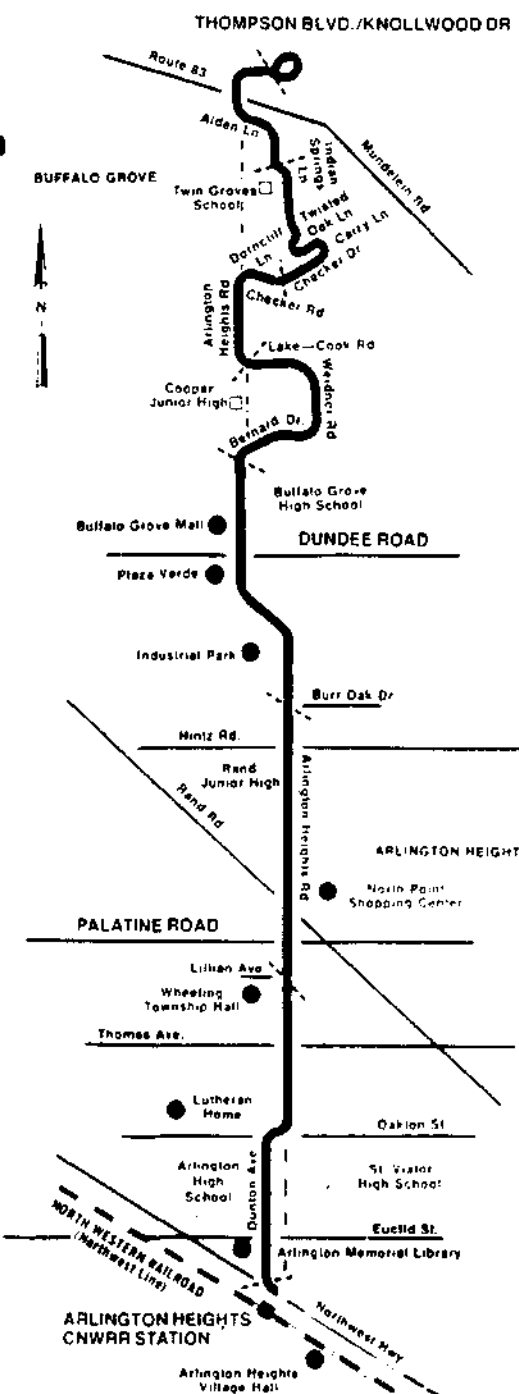 THOMPSON BLVD./KNOLLWOOD DR
Route 83
Alden Ln
Mundelein Rd
Indian
Springs
Ln
BUFFALO GROVE
Twin Groves
School
Twisted
Oak Ln
Carry Ln
Dorncliff
Ln
Checker Dr
N
Checker Rd
Arlington
Heights Rd
Lake-Cook Rd
Weidner Rd
Cooper
Junior High
Bernard Dr.
Buffalo Grove
High School
Buffalo Grove Mall
DUNDEE ROAD
Plaza Verde
Industrial Park
Burr Oak Dr
Hintz Rd.
Rand
Junior High
Rand Rd
Arlington Heights Rd
ARLINGTON HEIGHT
North Point
Shopping Center
PALATINE ROAD
Lillian Ave
Wheeling
Township Hall
Thomas Ave.
Lutheran
Home
Oakton St
Arlington
High
School
Dunton Ave
St. Viator
High School
Euclid St.
Arlington Memorial Library
NORTH WESTERN RAILROAD
(Northwest Line)
Northwest Hwy
ARLINGTON HEIGHTS
CNWRR STATION
Arlington Heights
Village Hall